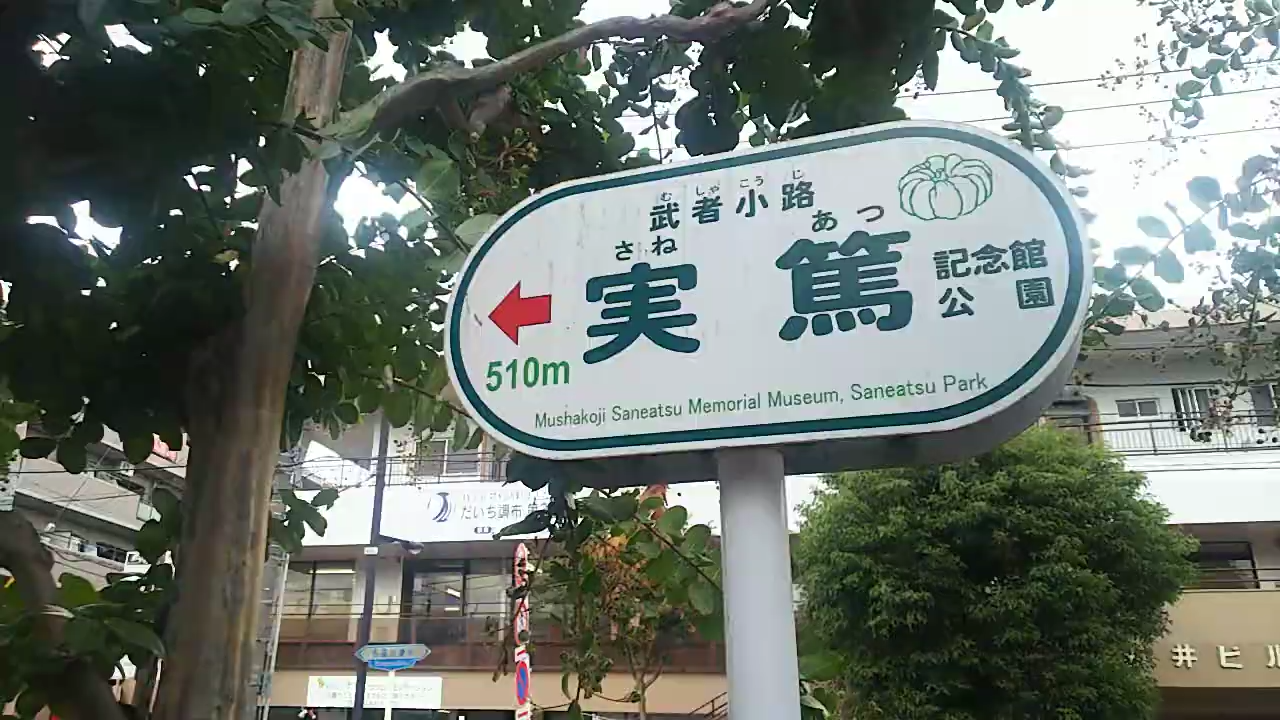 むしゃこうじ
武者小路
さねあつ
実篤
記念館
公園
510m
Mushakoji Saneatsu Memorial Museum, Saneatsu Park
だいち調布
井ビル